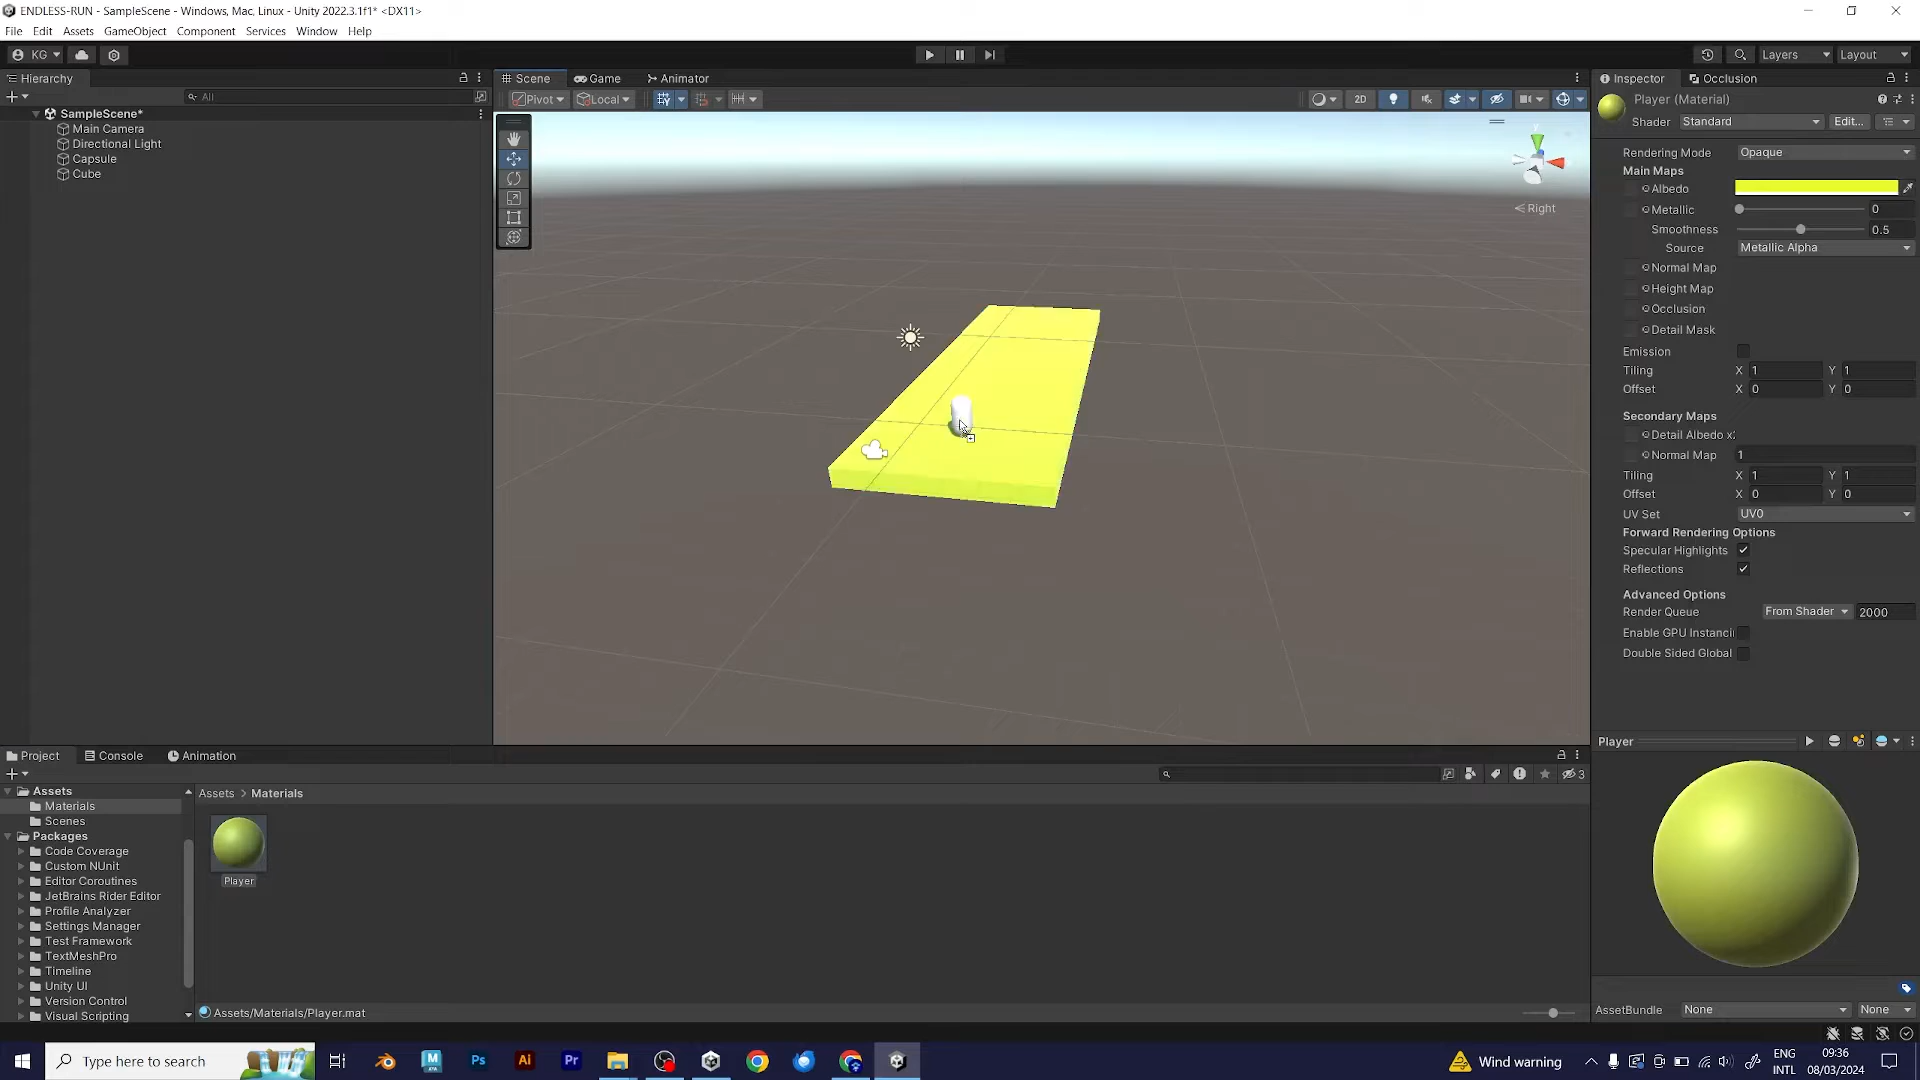 ENDLESS-RUN - SampleScene - Windows, Mac, Linux - Unity 2022.3.1f1* <DX11>
File Edit Assets GameObject Component Services Window Help
KG Layers Layout
Hierarchy
All
SampleScene*
Main Camera
Directional Light
Capsule
Cube
Scene Game Animator
Pivot Local 2D
Right
Inspector Occlusion
Player (Material)
Shader Standard Edit...
Rendering Mode Opaque
Main Maps
Albedo
Metallic 0
Smoothness 0.5
Source Metallic Alpha
Normal Map
Height Map
Occlusion
Detail Mask
Emission
Tiling X 1 Y 1
Offset X 0 Y 0
Secondary Maps
Detail Albedo x
Normal Map 1
Tiling X 1 Y 1
Offset X 0 Y 0
UV Set UV0
Forward Rendering Options
Specular Highlights
Reflections
Advanced Options
Render Queue From Shader 2000
Enable GPU Instanci
Double Sided Global
Player
AssetBundle None None
Project Console Animation
3
Assets
Materials
Scenes
Packages
Code Coverage
Custom NUnit
Editor Coroutines
JetBrains Rider Editor
Profile Analyzer
Settings Manager
Test Framework
TextMeshPro
Timeline
Unity UI
Version Control
Visual Scripting
Assets > Materials
Player
Assets/Materials/Player.mat
Type here to search
Ps Ai Pr
Wind warning
ENG
INTL
09:36
08/03/2024